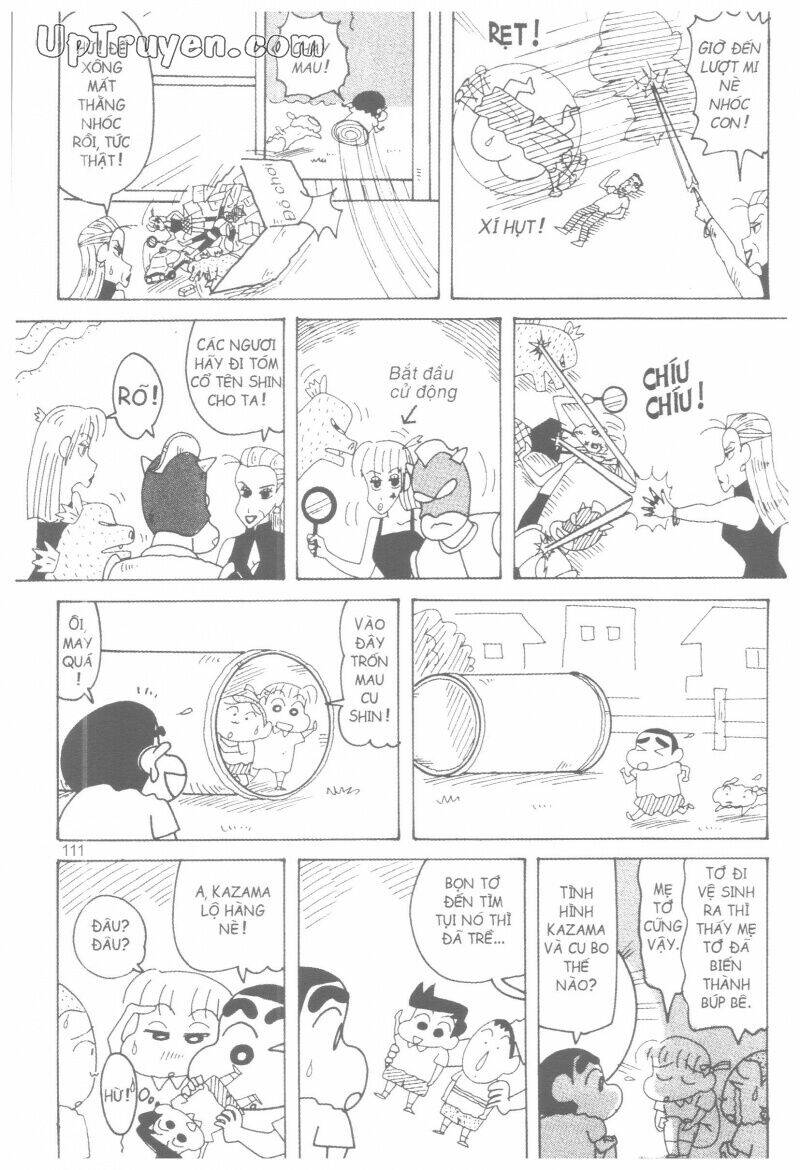 UpTruyen.com
XÔNG
MẤT
THẰNG
NHÓC
RỒI, TỨC
THẬT!
MAU!
Đồ chơi
RẸT!
GIỜ ĐẾN
LƯỢT MI
NÈ
NHÓC
CON!
XÍ HỤT!
CÁC NGƯƠI
HÃY ĐI TÓM
CỔ TÊN SHIN
CHO TA!
RÕ!
Bắt đầu
cử động
CHÍU
CHÍU!
ÔI,
MAY
QUÁ!
VÀO
ĐÂY
TRỐN
MAU
CU
SHIN!
111
A, KAZAMA
LỘ HÀNG
NÈ!
ĐÂU?
ĐÂU?
HỪ!
BỌN TỚ
ĐẾN TÌM
TỤI NÓ THÌ
ĐÃ TRỄ...
TÌNH
HÌNH
KAZAMA
VÀ CU BO
THẾ
NÀO?
MẸ
TỚ
CŨNG
VẬY.
TỚ ĐI
VỆ SINH
RA THÌ
THẤY MẸ
TỚ ĐÃ
BIẾN
THÀNH
BÚP BÊ.